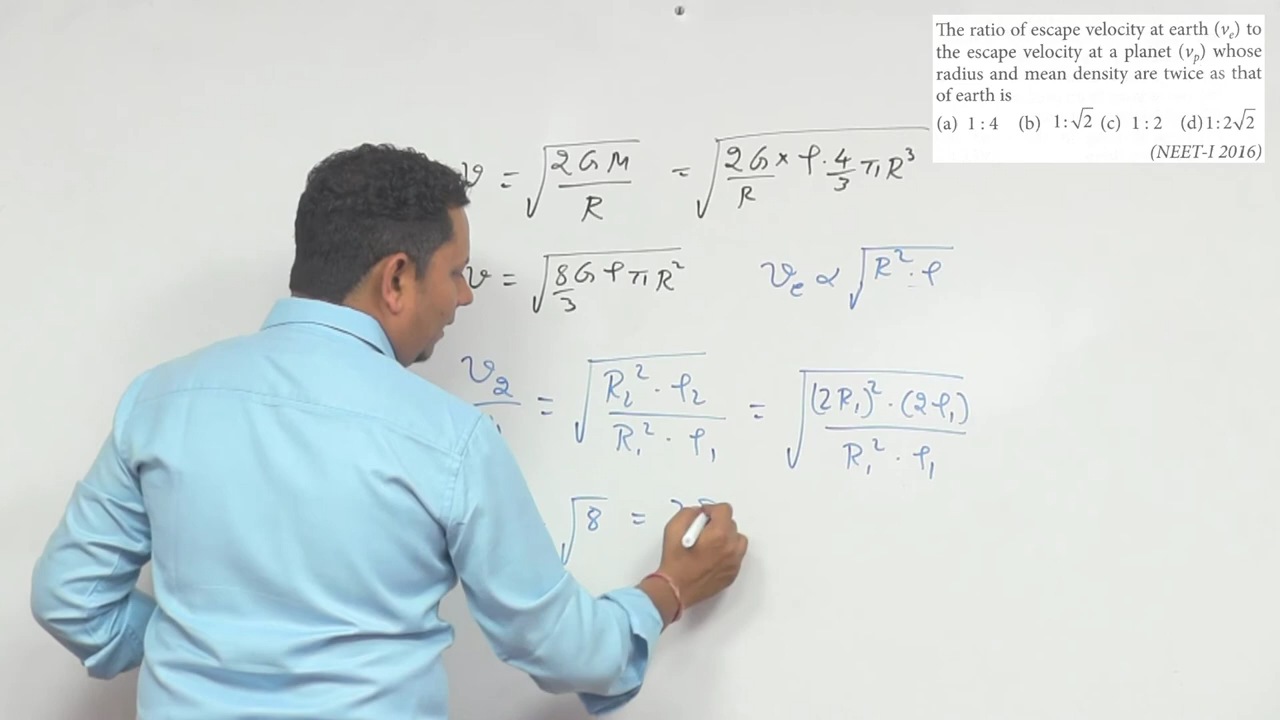 The ratio of escape velocity at earth (vₑ) to
the escape velocity at a planet (vₚ) whose
radius and mean density are twice as that
of earth is
(a) 1 : 4 (b) 1 : √2 (c) 1 : 2 (d) 1 : 2√2
(NEET-I 2016)
v = √(2GM/R) = √(2G/R × ρ · 4/3 πR³)
v = √(8/3 GρπR²) vₑ ∝ √(R² · ρ)
v₂ = √(R₂² · ρ₂ / R₁² · ρ₁) = √((2R₁)² · (2ρ₁) / R₁² · ρ₁)
√8 =